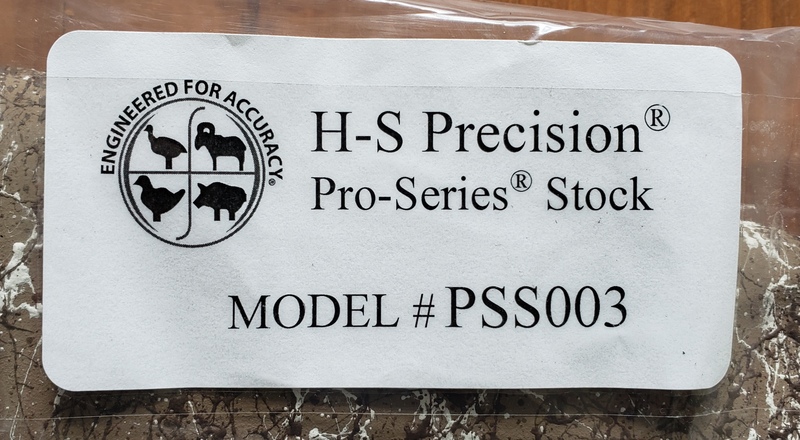 ENGINEERED FOR ACCURACY®
H-S Precision®
Pro-Series® Stock
MODEL # PSS003